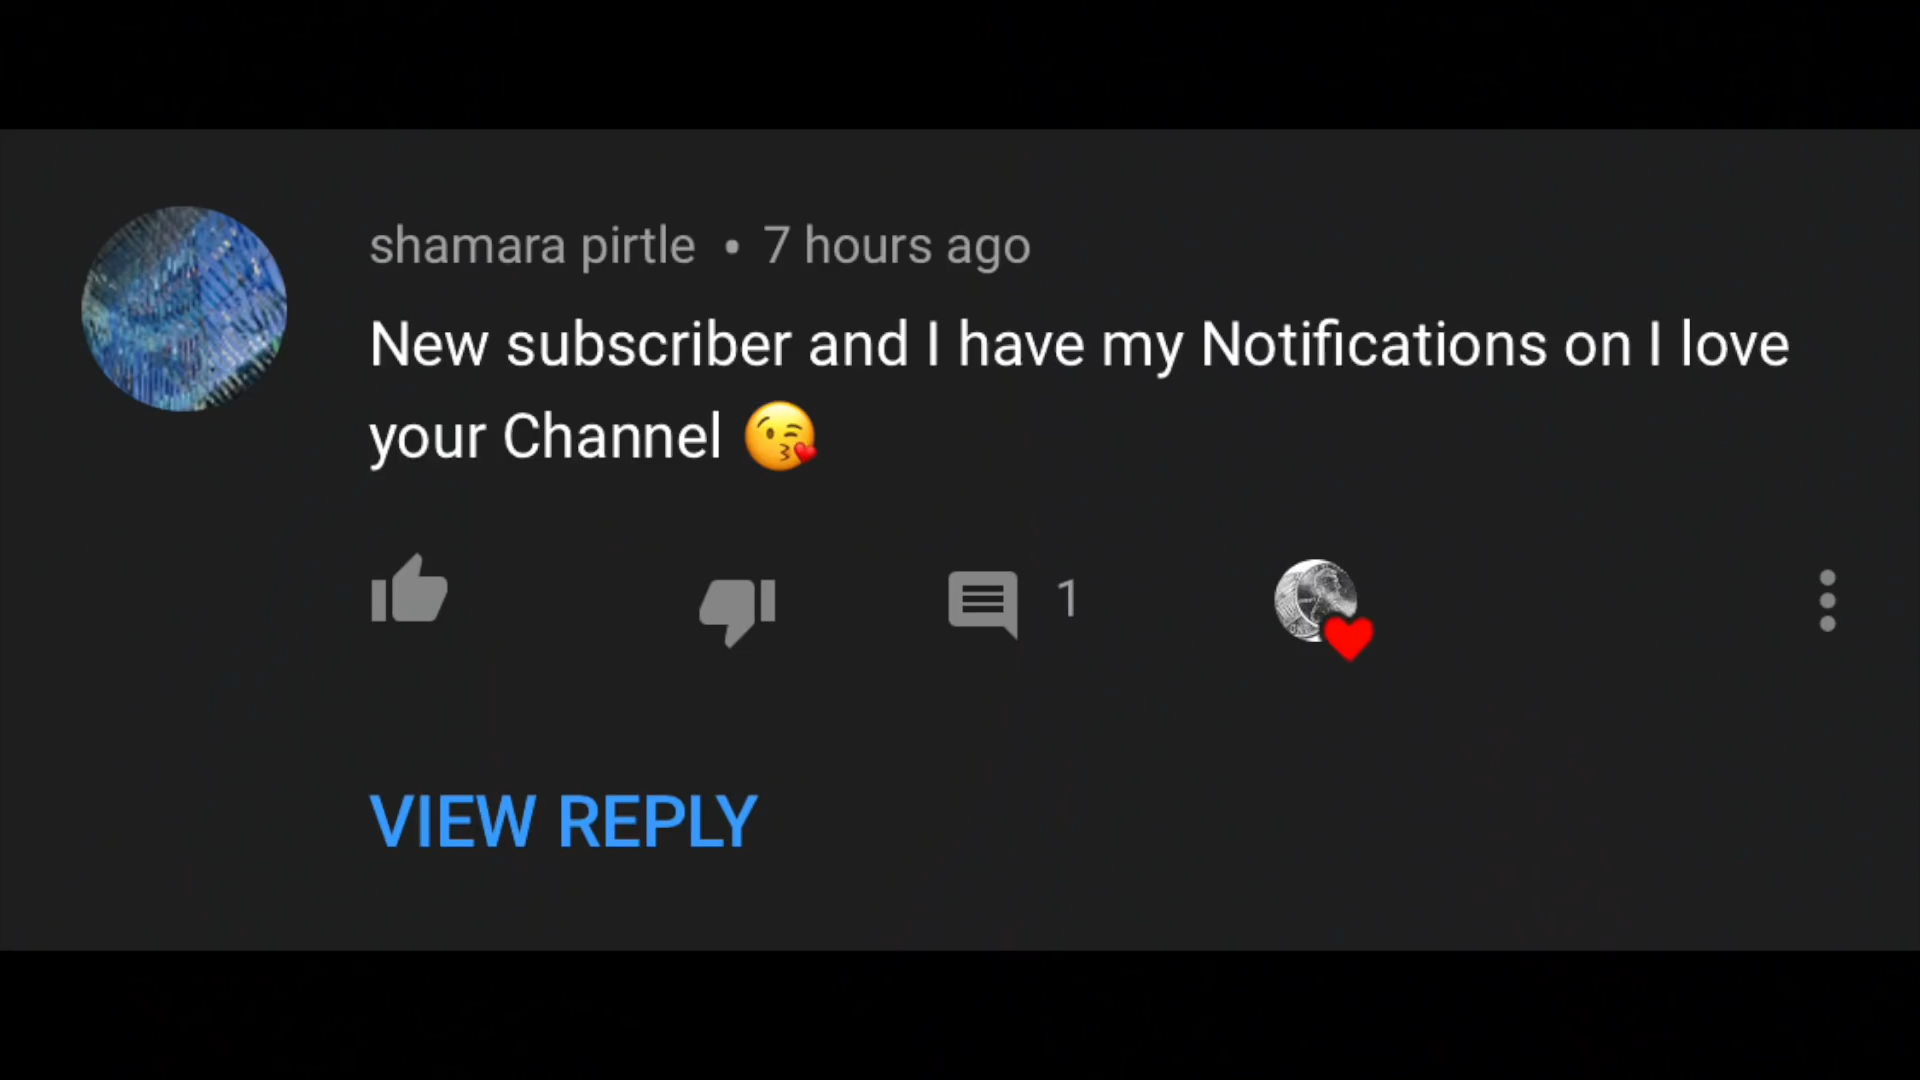 shamara pirtle • 7 hours ago
New subscriber and I have my Notifications on I love
your Channel 😘
1
VIEW REPLY